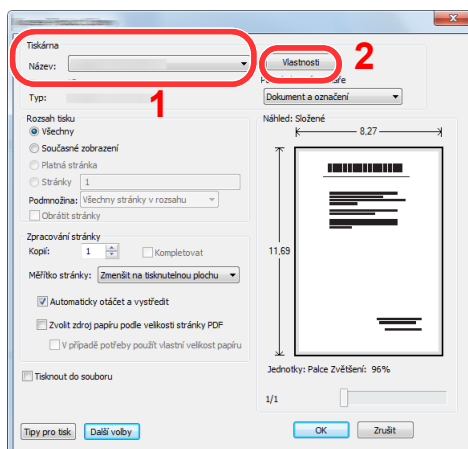 Tiskárna
Název:
1
Vlastnosti
2
Typ:
Dokument a označení
Rozsah tisku
Všechny
Současné zobrazení
Platná stránka
Stránky 1
Podmnožina: Všechny stránky v rozsahu
Obrátit stránky
Zpracování stránky
Kopií: 1 Kompletovat
Měřítko stránky: Zmenšit na tisknutelnou plochu
Automaticky otáčet a vystředit
Zvolit zdroj papíru podle velikosti stránky PDF
V případě potřeby použít vlastní velikost papíru
Tisknout do souboru
Náhled: Složené
8,27
11,69
Jednotky: Palce Zvětšení: 96%
1/1
Tipy pro tisk Další volby
OK Zrušit